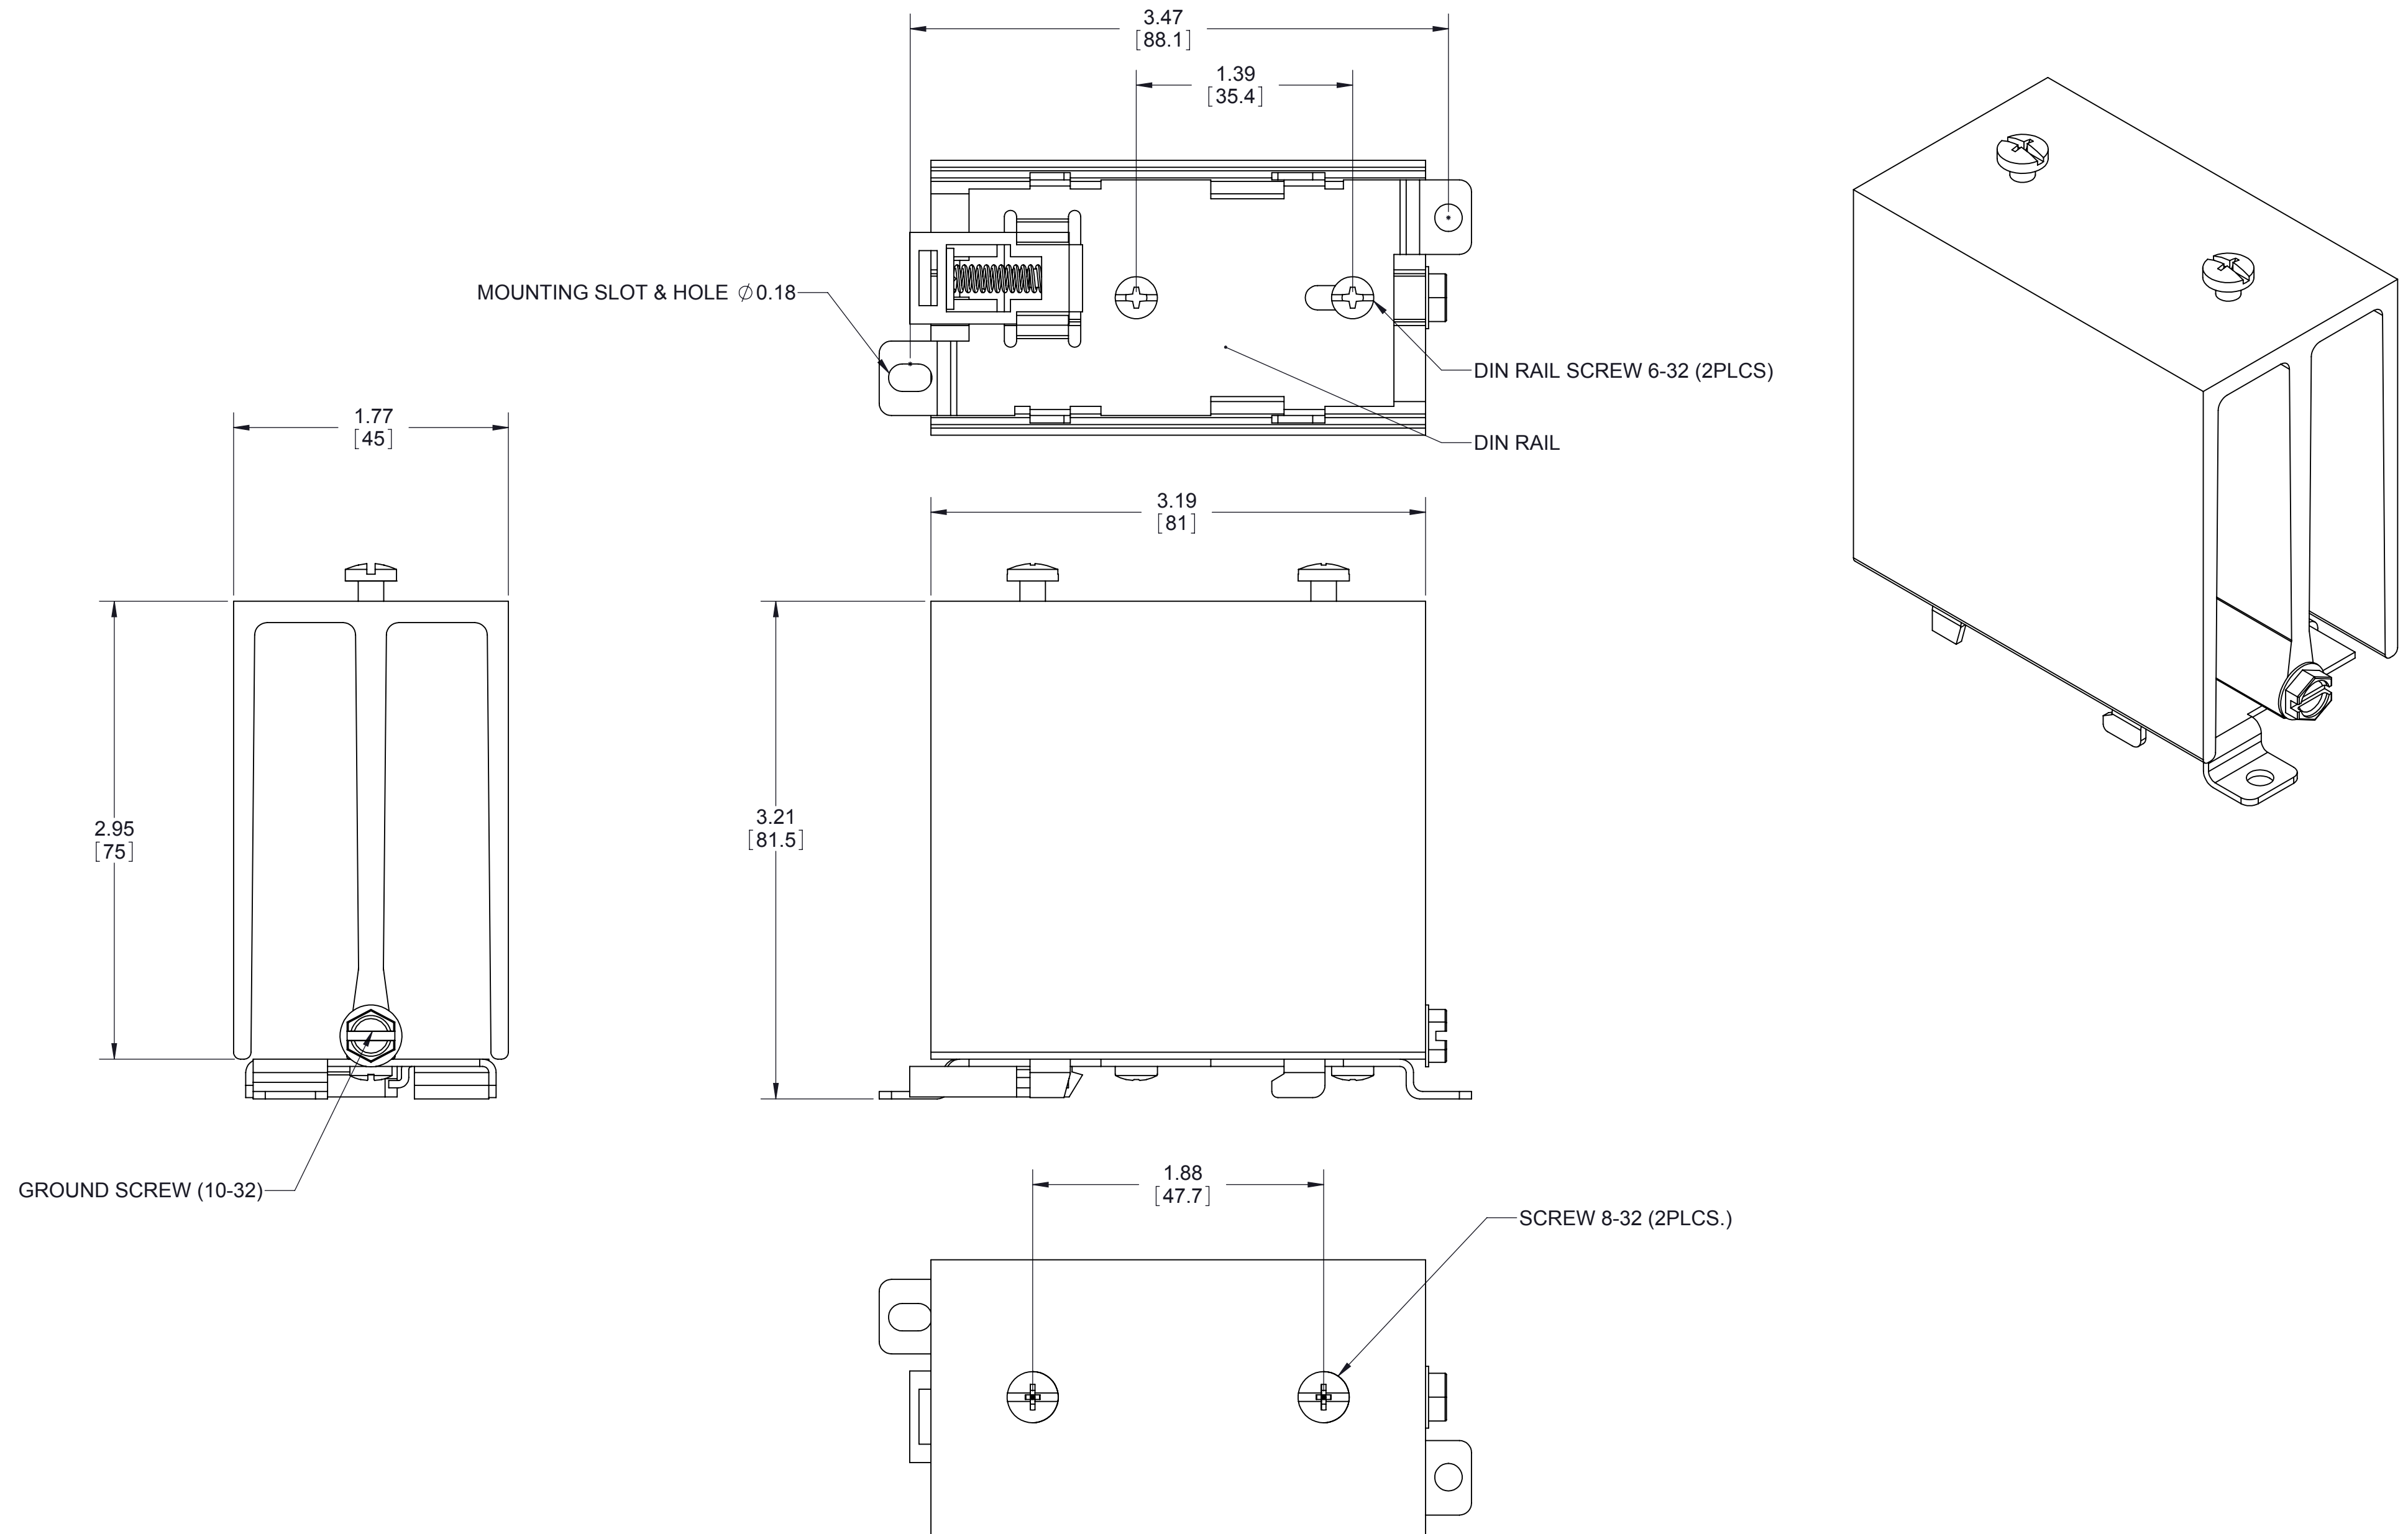 3.47
[88.1]
1.39
[35.4]
MOUNTING SLOT & HOLE ∅0.18
DIN RAIL SCREW 6-32 (2PLCS)
DIN RAIL
1.77
[45]
3.19
[81]
2.95
[75]
3.21
[81.5]
GROUND SCREW (10-32)
1.88
[47.7]
SCREW 8-32 (2PLCS.)